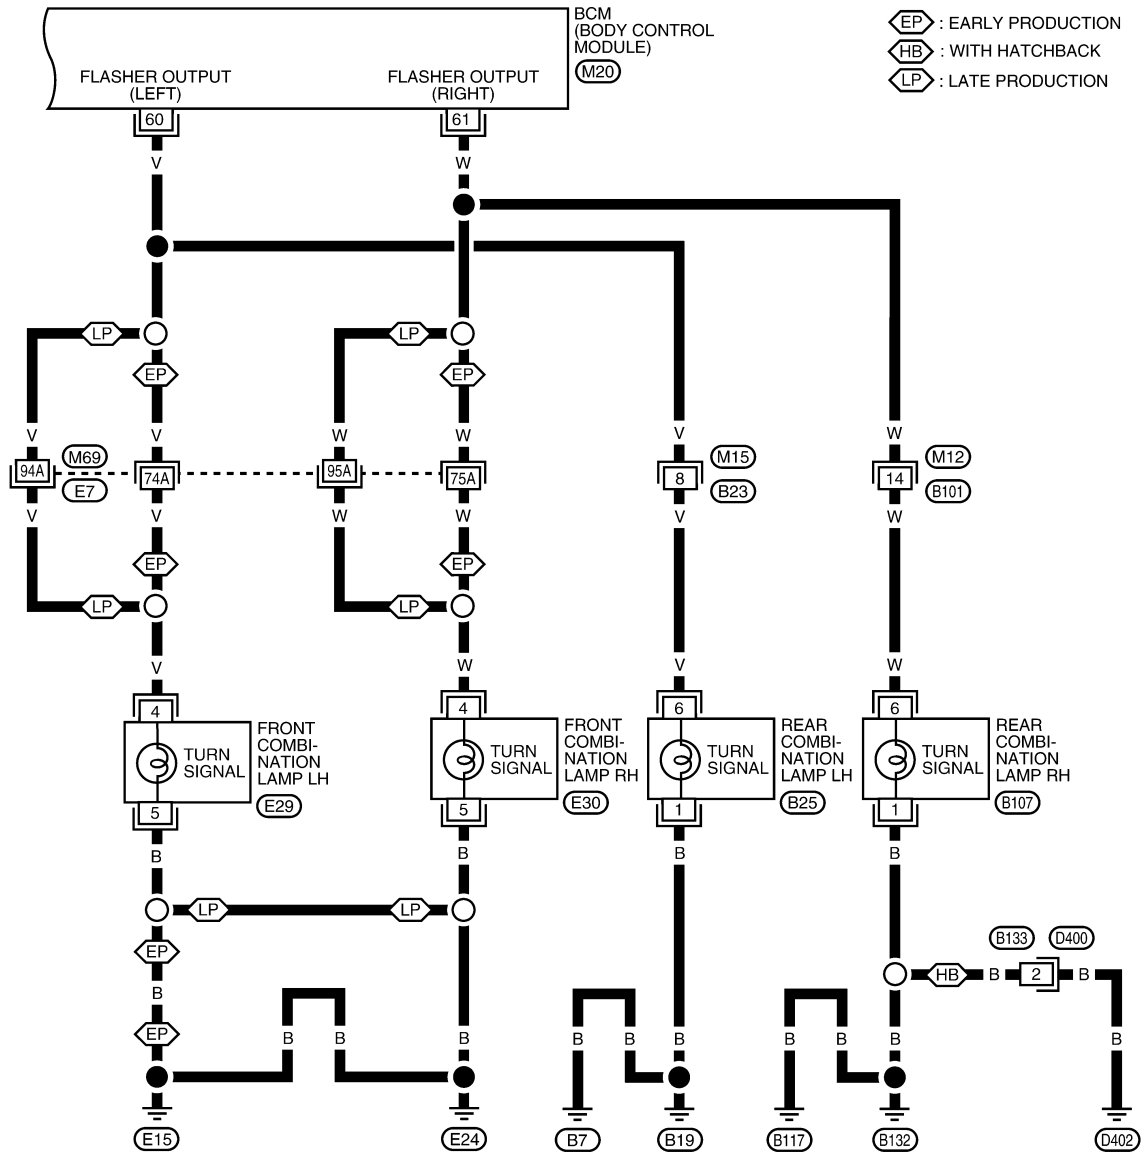 BCM
(BODY CONTROL
MODULE)
M20
EP : EARLY PRODUCTION
HB : WITH HATCHBACK
LP : LATE PRODUCTION
FLASHER OUTPUT
(LEFT)
FLASHER OUTPUT
(RIGHT)
60
61
V
W
LP
LP
EP
EP
V
V
W
W
V
W
94A
M69
E7
74A
95A
75A
8
M15
B23
14
M12
B101
V
V
W
W
V
W
EP
EP
LP
LP
V
W
V
W
4
4
6
6
TURN
SIGNAL
FRONT
COMBI-
NATION
LAMP LH
E29
TURN
SIGNAL
FRONT
COMBI-
NATION
LAMP RH
E30
TURN
SIGNAL
REAR
COMBI-
NATION
LAMP LH
B25
TURN
SIGNAL
REAR
COMBI-
NATION
LAMP RH
B107
5
5
1
1
B
B
B
B
LP
LP
EP
B133
D400
HB
B
2
B
B
EP
B
B
B
B
B
B
B
B
B
B
E15
E24
B7
B19
B117
B132
D402